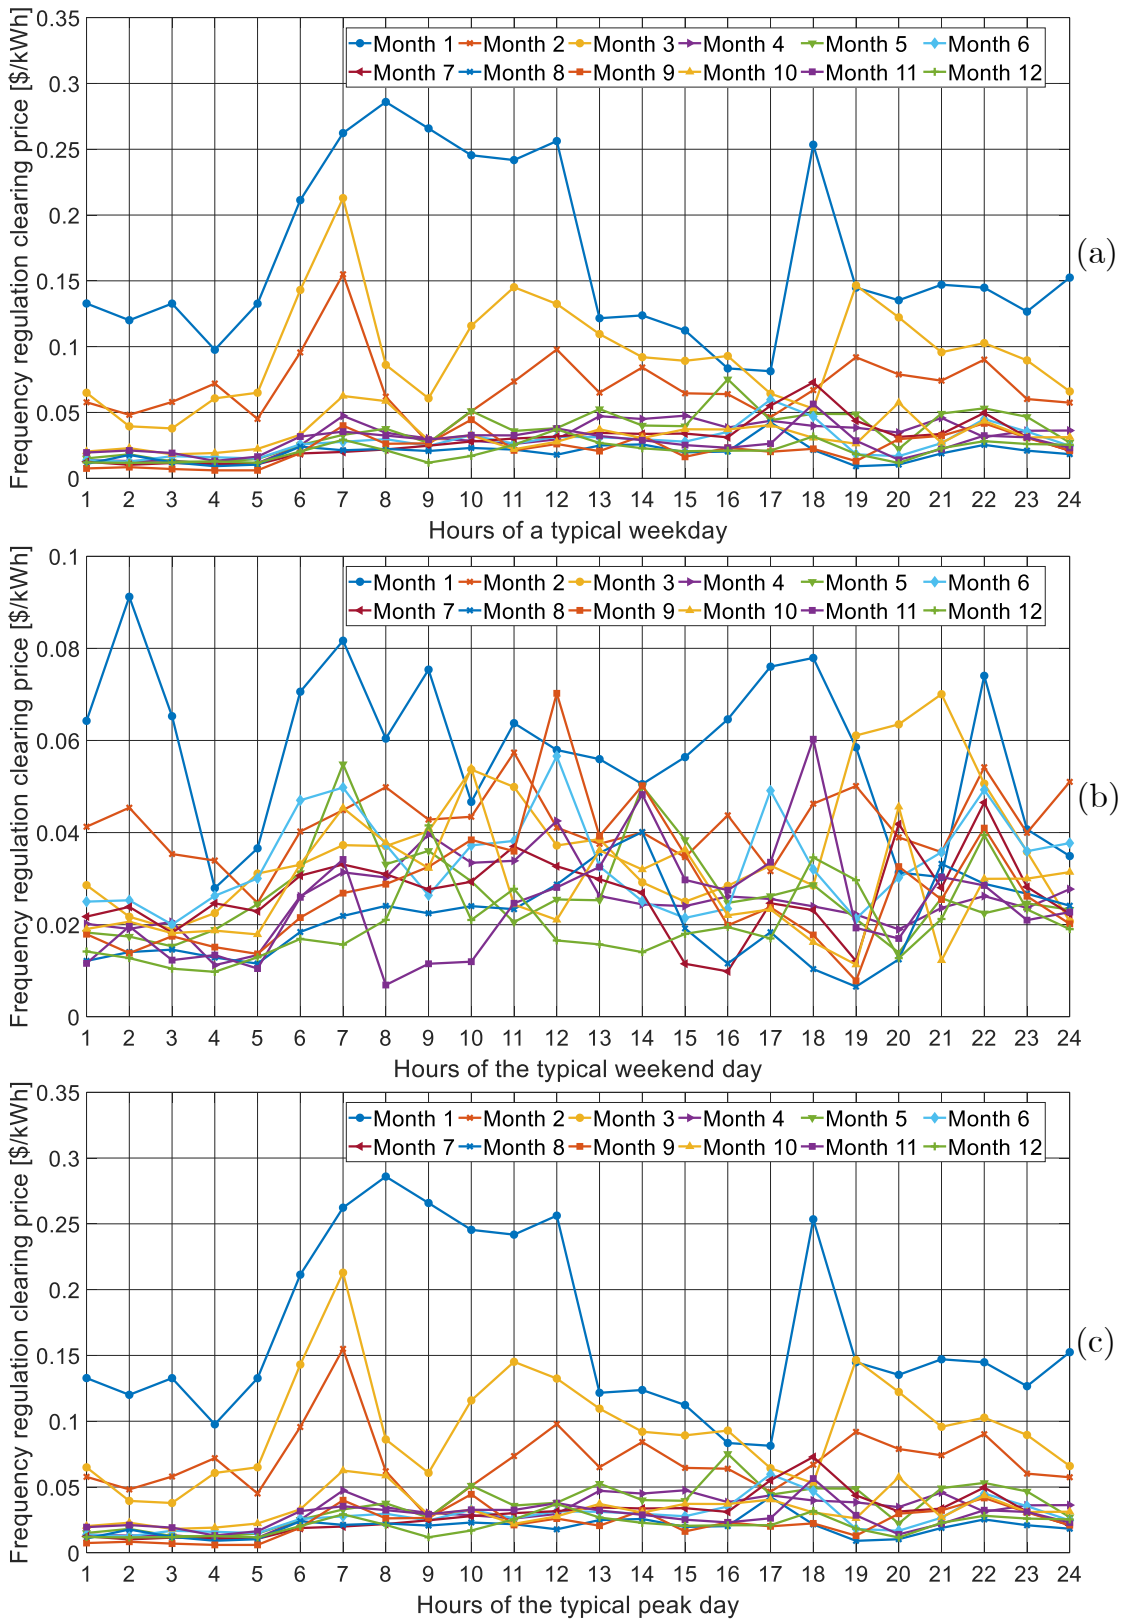 Frequency regulation clearing price [$/kWh]
0.35
0.3
0.25
0.2
0.15
0.1
0.05
0
Month 1 Month 2 Month 3 Month 4 Month 5 Month 6
Month 7 Month 8 Month 9 Month 10 Month 11 Month 12
(a)
1 2 3 4 5 6 7 8 9 10 11 12 13 14 15 16 17 18 19 20 21 22 23 24
Hours of a typical weekday
Frequency regulation clearing price [$/kWh]
0.1
0.08
0.06
0.04
0.02
0
Month 1 Month 2 Month 3 Month 4 Month 5 Month 6
Month 7 Month 8 Month 9 Month 10 Month 11 Month 12
(b)
1 2 3 4 5 6 7 8 9 10 11 12 13 14 15 16 17 18 19 20 21 22 23 24
Hours of the typical weekend day
Frequency regulation clearing price [$/kWh]
0.35
0.3
0.25
0.2
0.15
0.1
0.05
0
Month 1 Month 2 Month 3 Month 4 Month 5 Month 6
Month 7 Month 8 Month 9 Month 10 Month 11 Month 12
(c)
1 2 3 4 5 6 7 8 9 10 11 12 13 14 15 16 17 18 19 20 21 22 23 24
Hours of the typical peak day